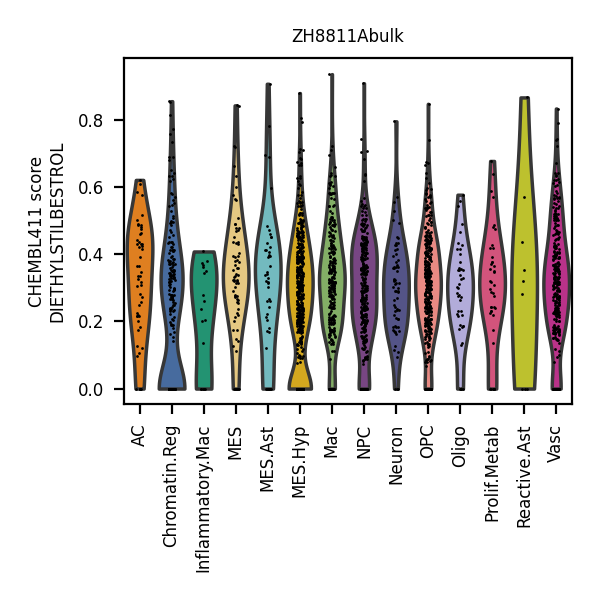 ZH8811Abulk
CHEMBL411 score
DIETHYLSTILBESTROL
0.8
0.6
0.4
0.2
0.0
AC
Chromatin.Reg
Inflammatory.Mac
MES
MES.Ast
MES.Hyp
Mac
NPC
Neuron
OPC
Oligo
Prolif.Metab
Reactive.Ast
Vasc